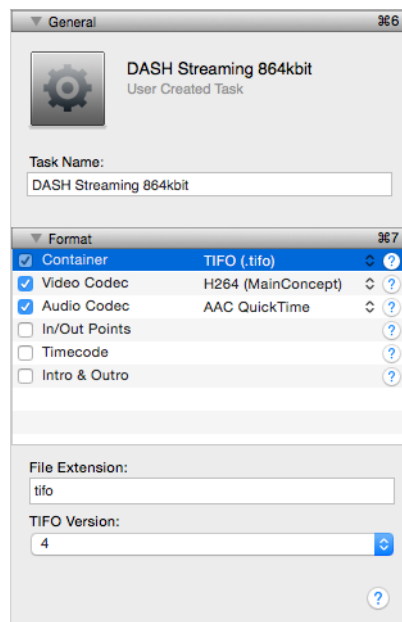 General ⌘6
DASH Streaming 864kbit
User Created Task
Task Name:
DASH Streaming 864kbit
Format ⌘7
Container TIFO (.tifo) ?
Video Codec H264 (MainConcept) ?
Audio Codec AAC QuickTime ?
In/Out Points ?
Timecode ?
Intro & Outro ?
File Extension:
tifo
TIFO Version:
4
?